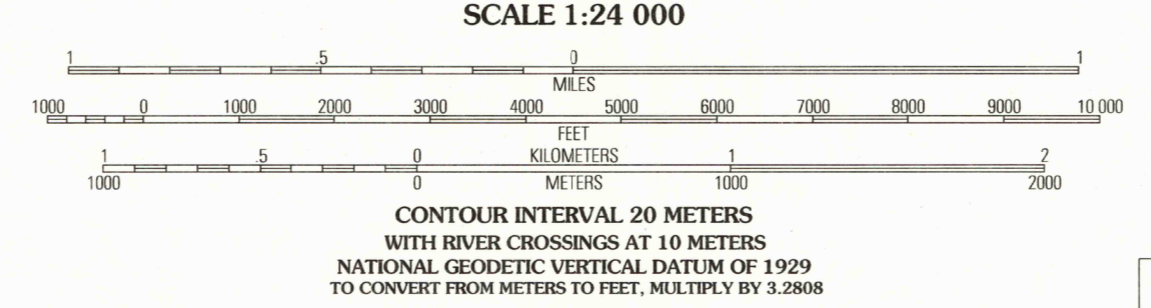 SCALE 1:24 000
1 .5 0 1
MILES
1000 0 1000 2000 3000 4000 5000 6000 7000 8000 9000 10 000
FEET
1 .5 0 KILOMETERS 1 2
1000 0 METERS 1000 2000
CONTOUR INTERVAL 20 METERS
WITH RIVER CROSSINGS AT 10 METERS
NATIONAL GEODETIC VERTICAL DATUM OF 1929
TO CONVERT FROM METERS TO FEET, MULTIPLY BY 3.2808